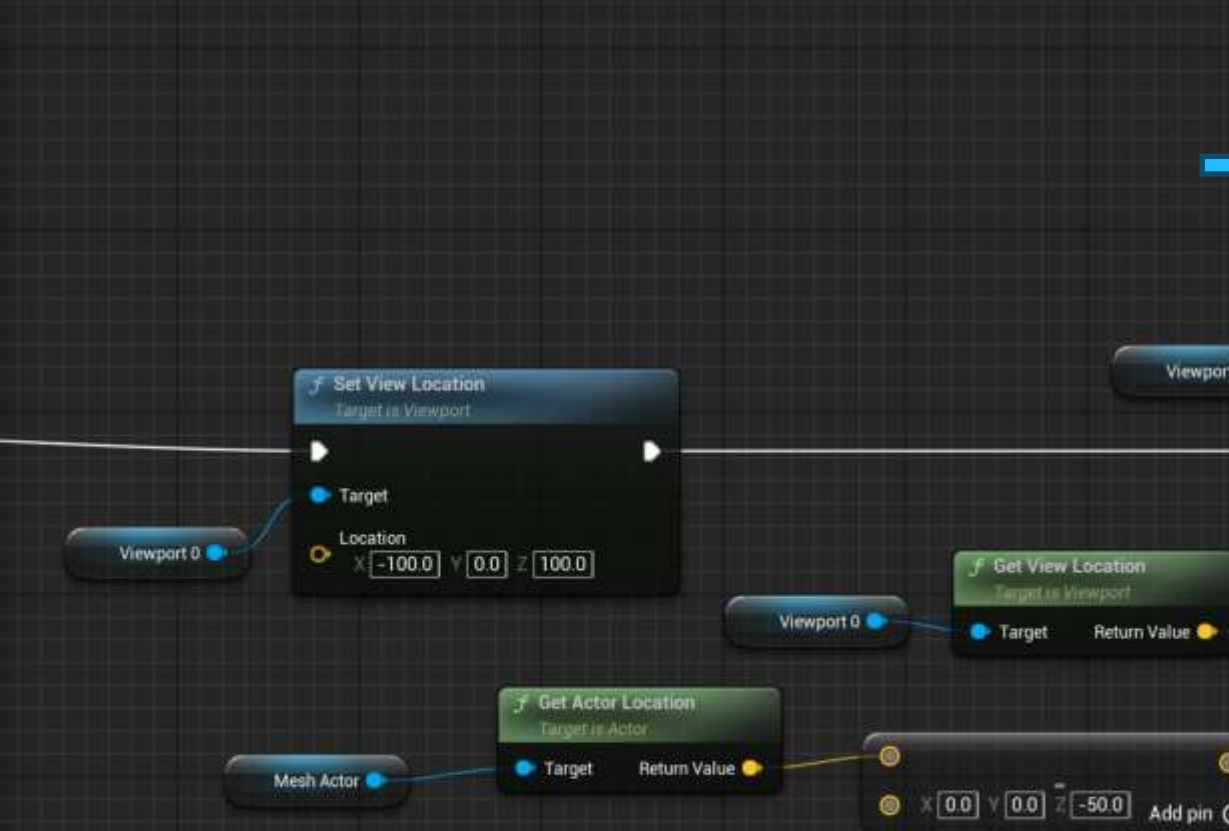 Viewpor
Set View Location
Target is Viewport
Target
Location
X -100.0 Y 0.0 Z 100.0
Viewport 0
Get View Location
Target is Viewport
Target Return Value
Viewport 0
Get Actor Location
Target is Actor
Target Return Value
Mesh Actor
X 0.0 Y 0.0 Z -50.0 Add pin